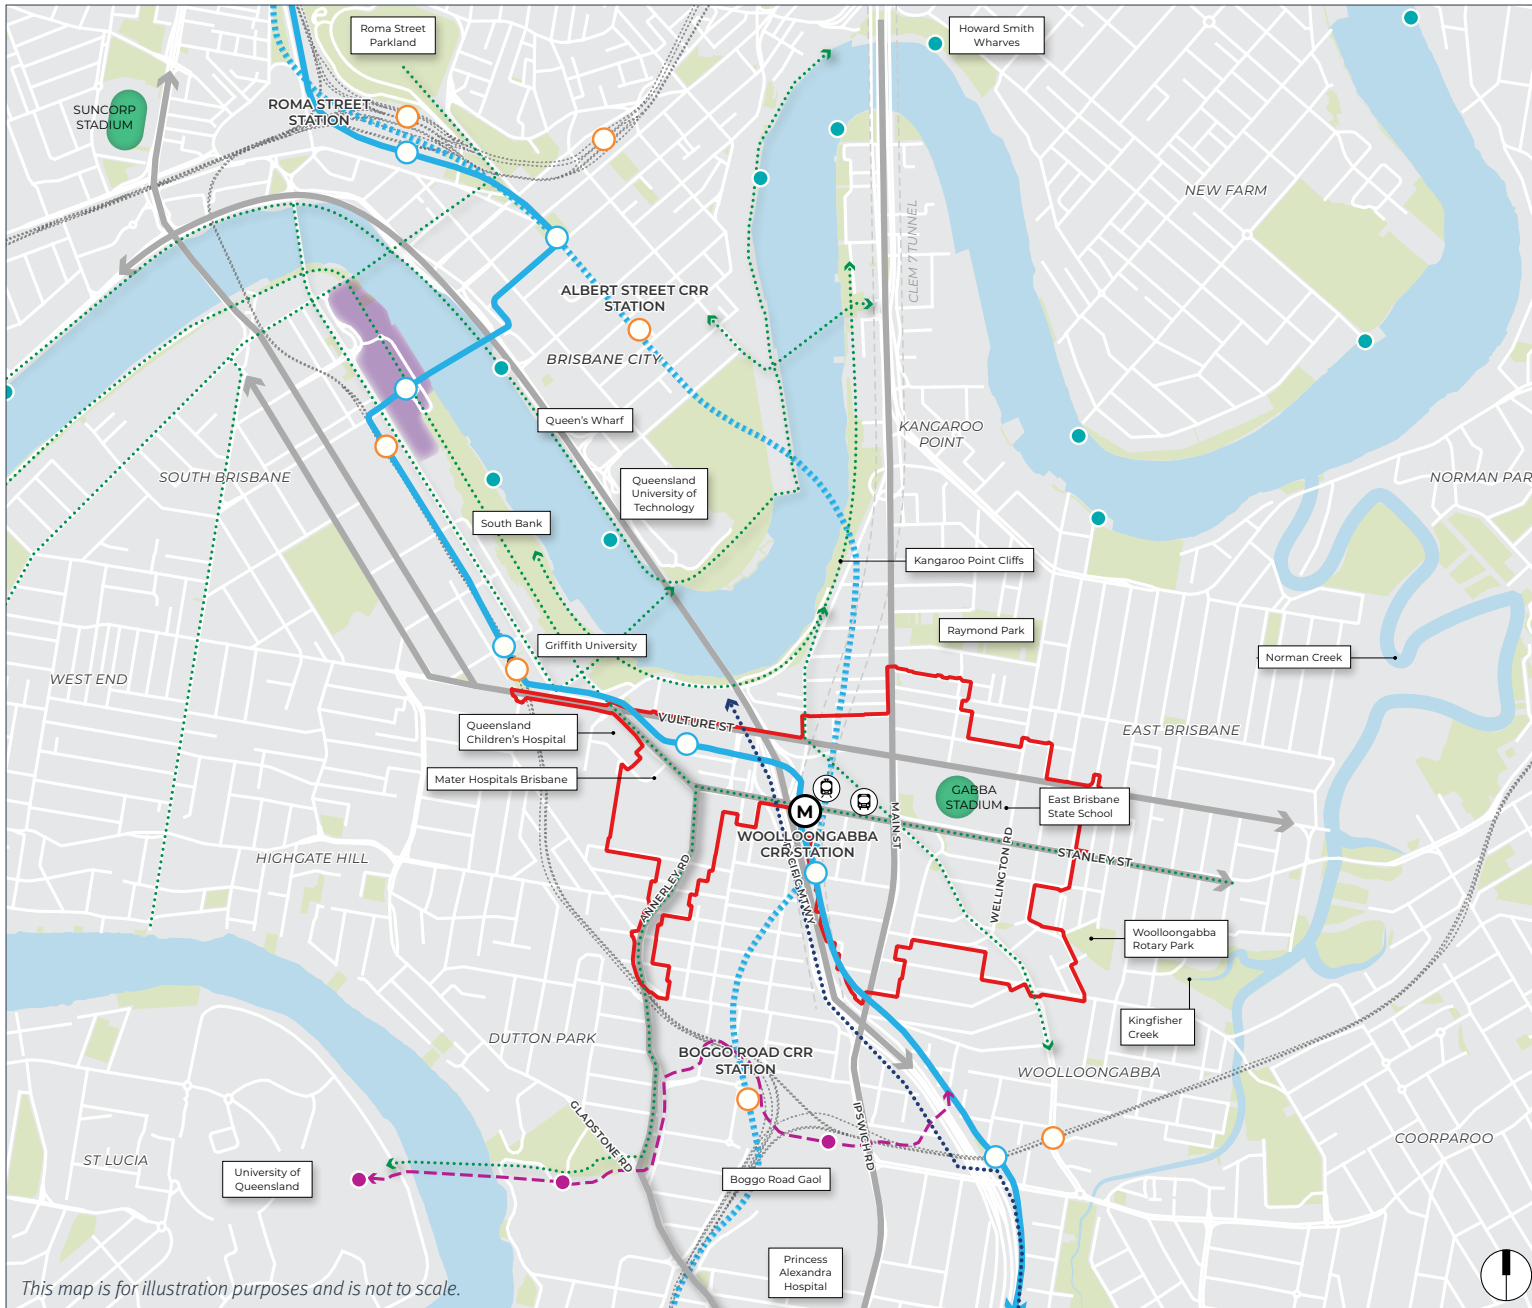 Roma Street
Parkland
Howard Smith
Wharves
SUNCORP
STADIUM
ROMA STREET
STATION
NEW FARM
CLEM 7 TUNNEL
ALBERT STREET CRR
STATION
BRISBANE CITY
Queen's Wharf
KANGAROO
POINT
SOUTH BRISBANE
Queensland
University of
Technology
NORMAN PAR
South Bank
Kangaroo Point Cliffs
Raymond Park
Griffith University
Norman Creek
WEST END
Queensland
Children's Hospital
VULTURE ST
EAST BRISBANE
Mater Hospitals Brisbane
GABBA
STADIUM
East Brisbane
State School
M
MAIN ST
WOOLLOONGABBA
CRR STATION
HIGHGATE HILL
STANLEY ST
ANNERLEY RD
PACIFIC MTWY
WELLINGTON RD
Woolloongabba
Rotary Park
Kingfisher
Creek
DUTTON PARK
BOGGO ROAD CRR
STATION
WOOLLOONGABBA
GLADSTONE RD
IPSWICH RD
COORPAROO
ST LUCIA
University of
Queensland
Boggo Road Gaol
Princess
Alexandra
Hospital
This map is for illustration purposes and is not to scale.